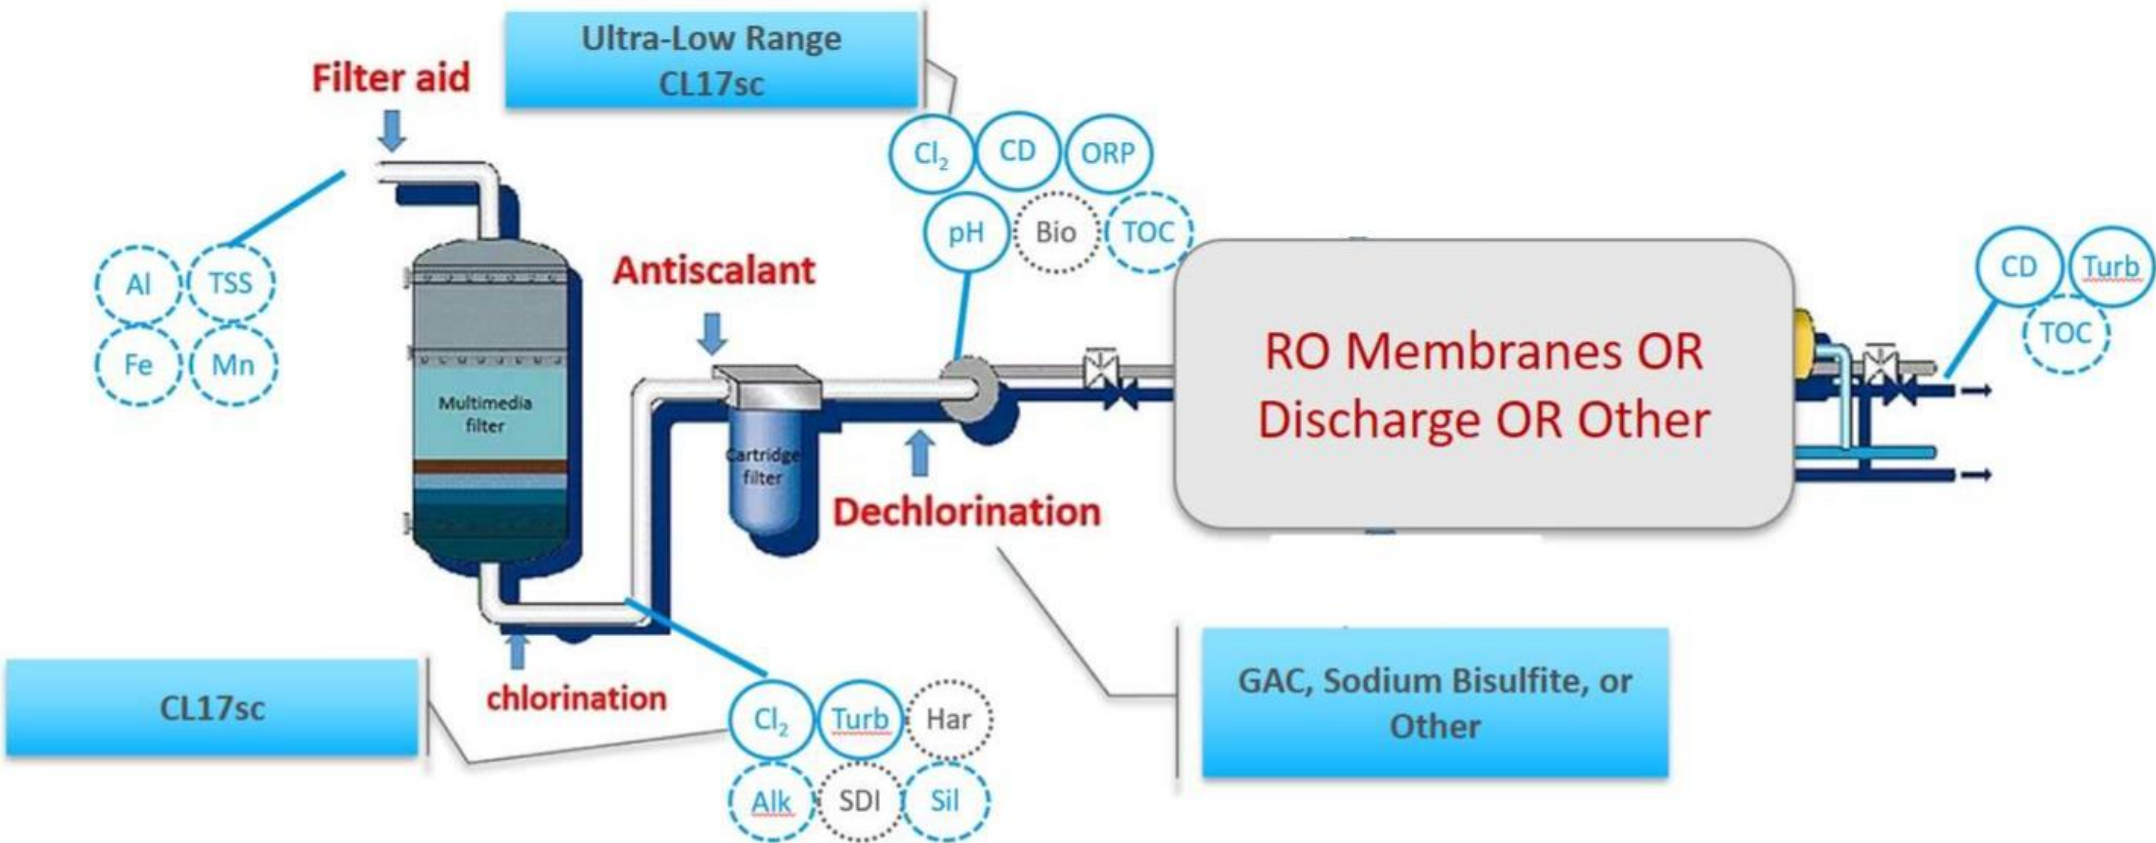 Ultra-Low Range
CL17sc
Filter aid
Cl₂
CD
ORP
pH
Bio
TOC
Al
TSS
Fe
Mn
Antiscalant
Multimedia
filter
Cartridge
filter
Dechlorination
RO Membranes OR
Discharge OR Other
CD
Turb
TOC
CL17sc
chlorination
Cl₂
Turb
Har
Alk
SDI
Sil
GAC, Sodium Bisulfite, or
Other